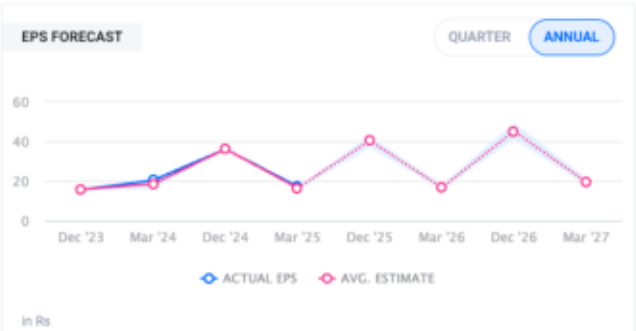 EPS FORECAST
QUARTER ANNUAL
60
40
20
0
Dec '23 Mar '24 Dec '24 Mar '25 Dec '25 Mar '26 Dec '26 Mar '27
ACTUAL EPS AVG. ESTIMATE
in Rs